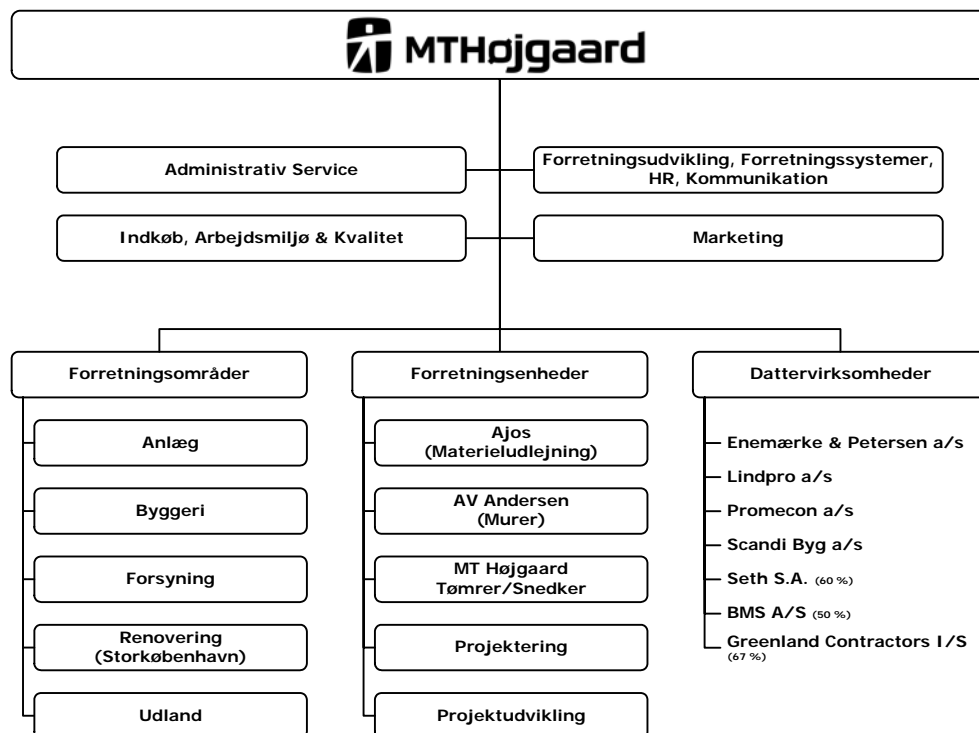 MTHøjgaard
Administrativ Service
Forretningsudvikling, Forretningssystemer,
HR, Kommunikation
Indkøb, Arbejdsmiljø & Kvalitet
Marketing
Forretningsområder
Anlæg
Byggeri
Forsyning
Renovering
(Storkøbenhavn)
Udland
Forretningsenheder
Ajos
(Materieludlejning)
AV Andersen
(Murer)
MT Højgaard
Tømrer/Snedker
Projektering
Projektudvikling
Dattervirksomheder
Enemærke & Petersen a/s
Lindpro a/s
Promecon a/s
Scandi Byg a/s
Seth S.A. (60 %)
BMS A/S (50 %)
Greenland Contractors I/S
(67 %)